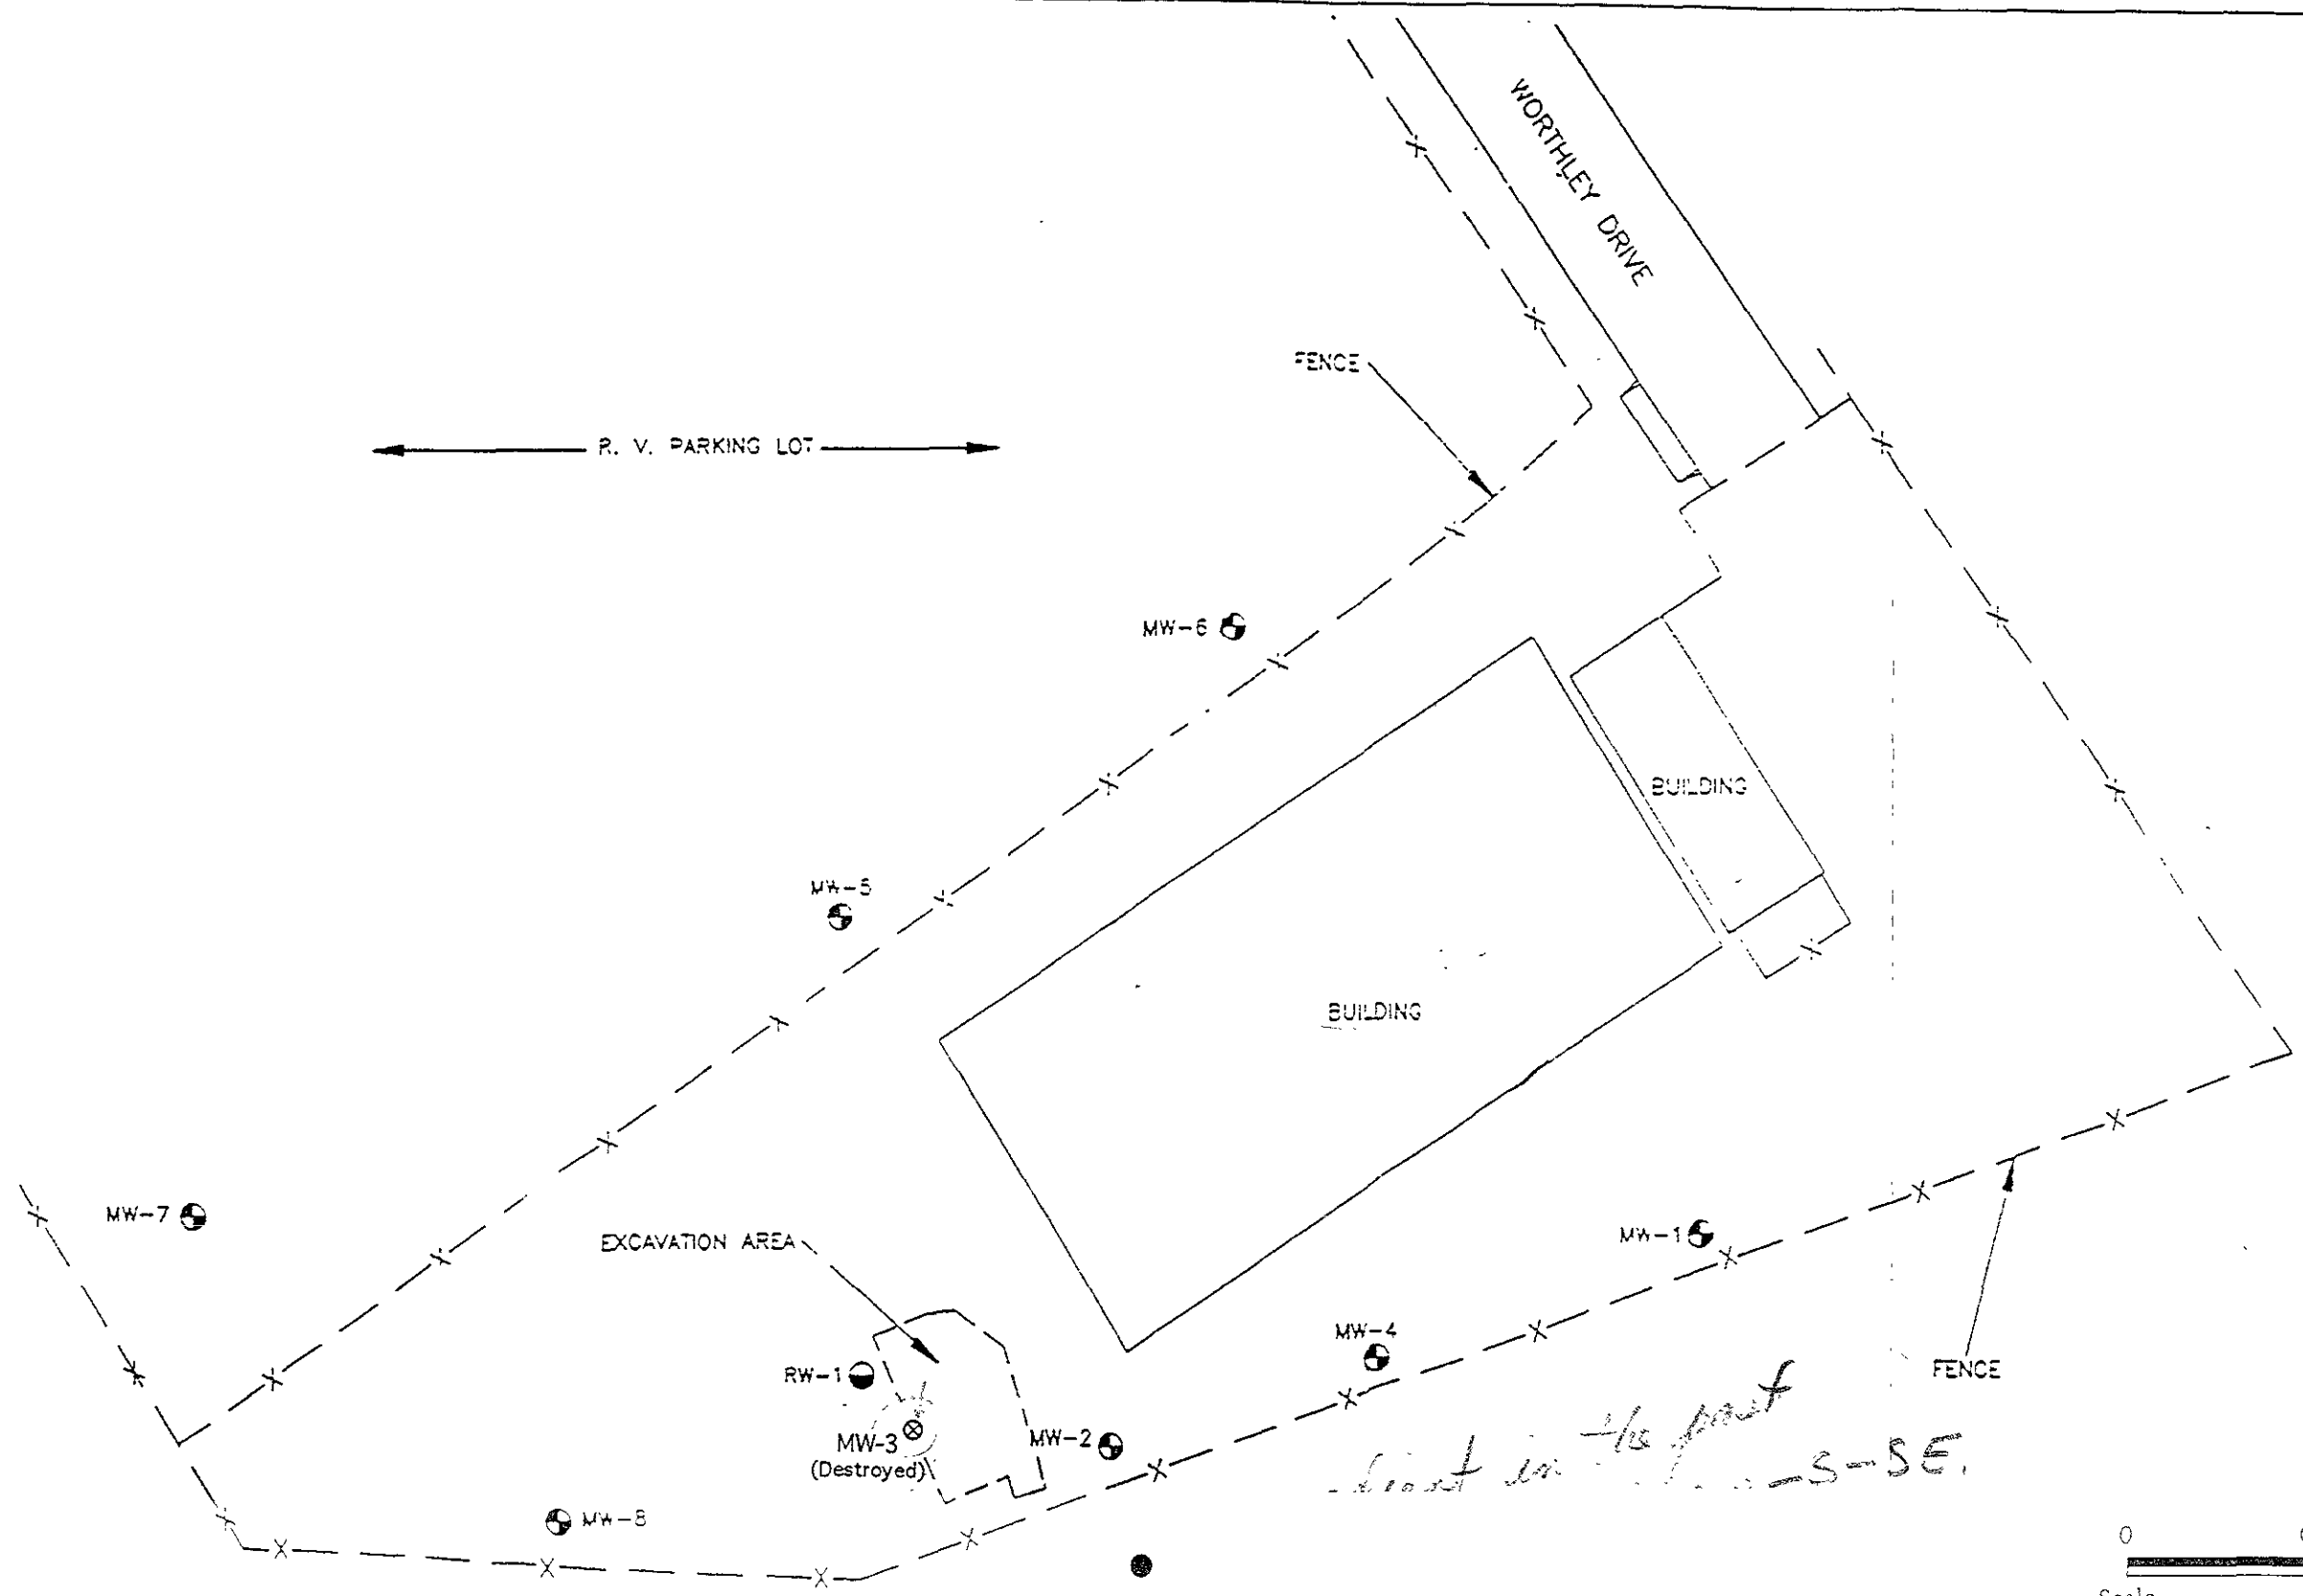 WORTHLEY DRIVE
FENCE
R. V. PARKING LOT
MW-6
BUILDING
MW-5
BUILDING
MW-7
EXCAVATION AREA
MW-1
MW-4
RW-1
FENCE
MW-3
(Destroyed)
MW-2
in past
-S-SE.
MW-8
0
Scale